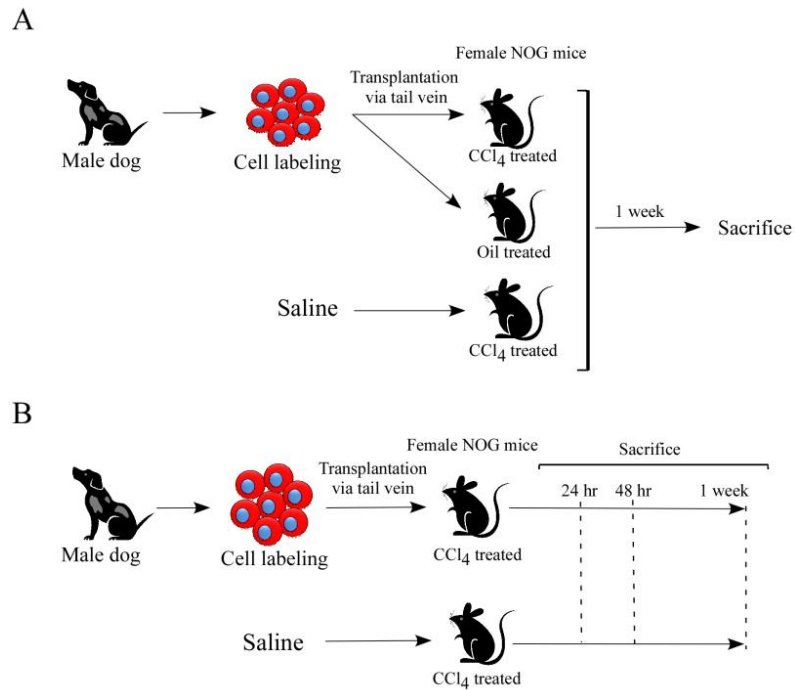 A
Female NOG mice
Transplantation
via tail vein
Male dog
Cell labeling
CCl4 treated
1 week
Sacrifice
Oil treated
Saline
CCl4 treated
B
Female NOG mice
Sacrifice
Transplantation
via tail vein
24 hr 48 hr 1 week
Male dog
Cell labeling
CCl4 treated
Saline
CCl4 treated